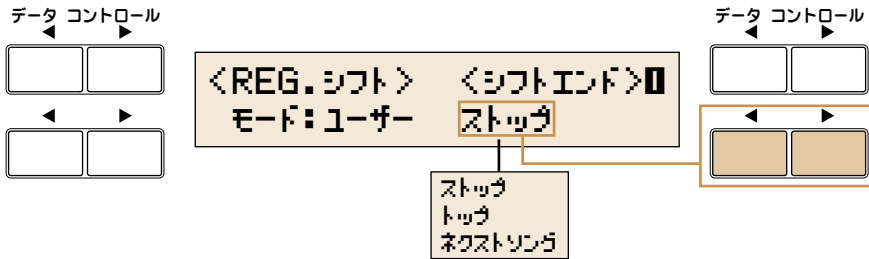 データ コントロール
データ コントロール
<REG.シフト> <シフトエンド>
モード:ユーザー ストップ
ストップ
トップ
ネクストソング